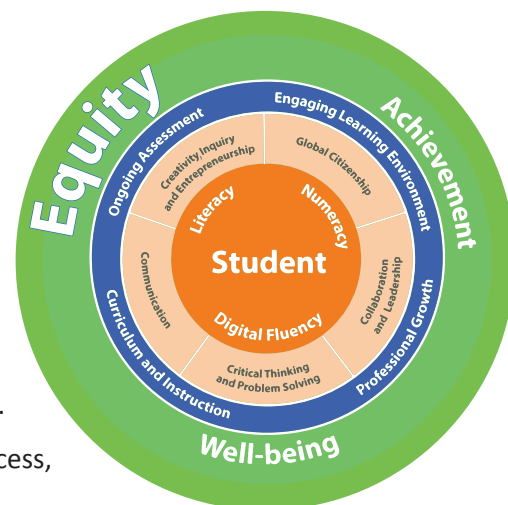 Equity
Achievement
Well-being
Ongoing Assessment
Engaging Learning Environment
Professional Growth
Curriculum and Instruction
Creativity, Inquiry
and Entrepreneurship
Global Citizenship
Collaboration
and Leadership
Critical Thinking
and Problem Solving
Communication
Literacy
Numeracy
Student
Digital Fluency
.
cess,